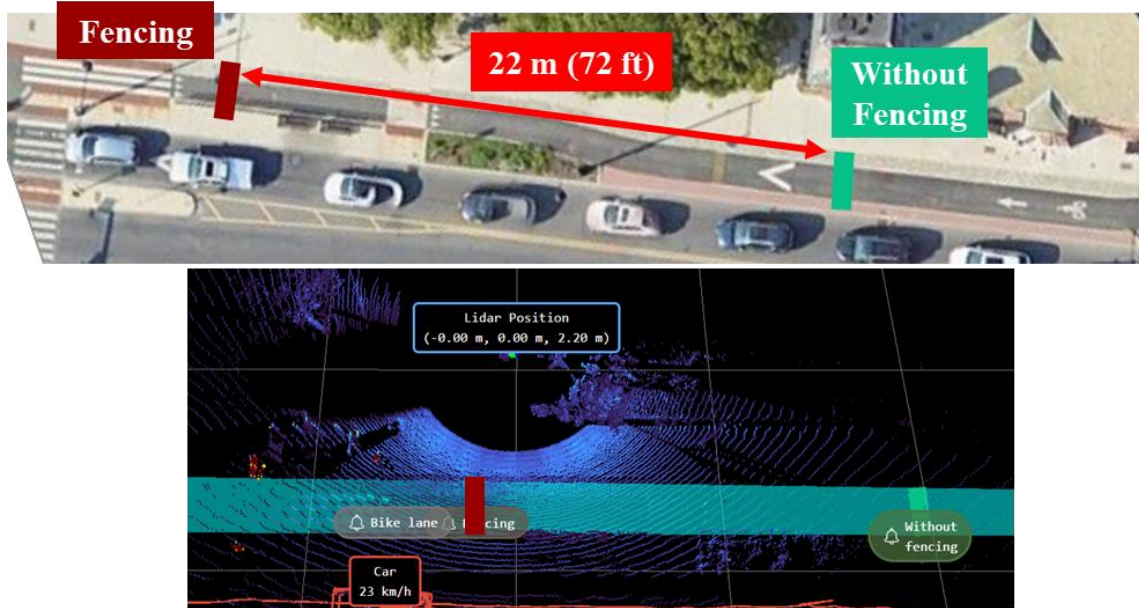 Fencing
22 m (72 ft)
Without
Fencing
Lidar Position
(-0.00 m, 0.00 m, 2.20 m)
Bike lane
Without
fencing
Car
23 km/h